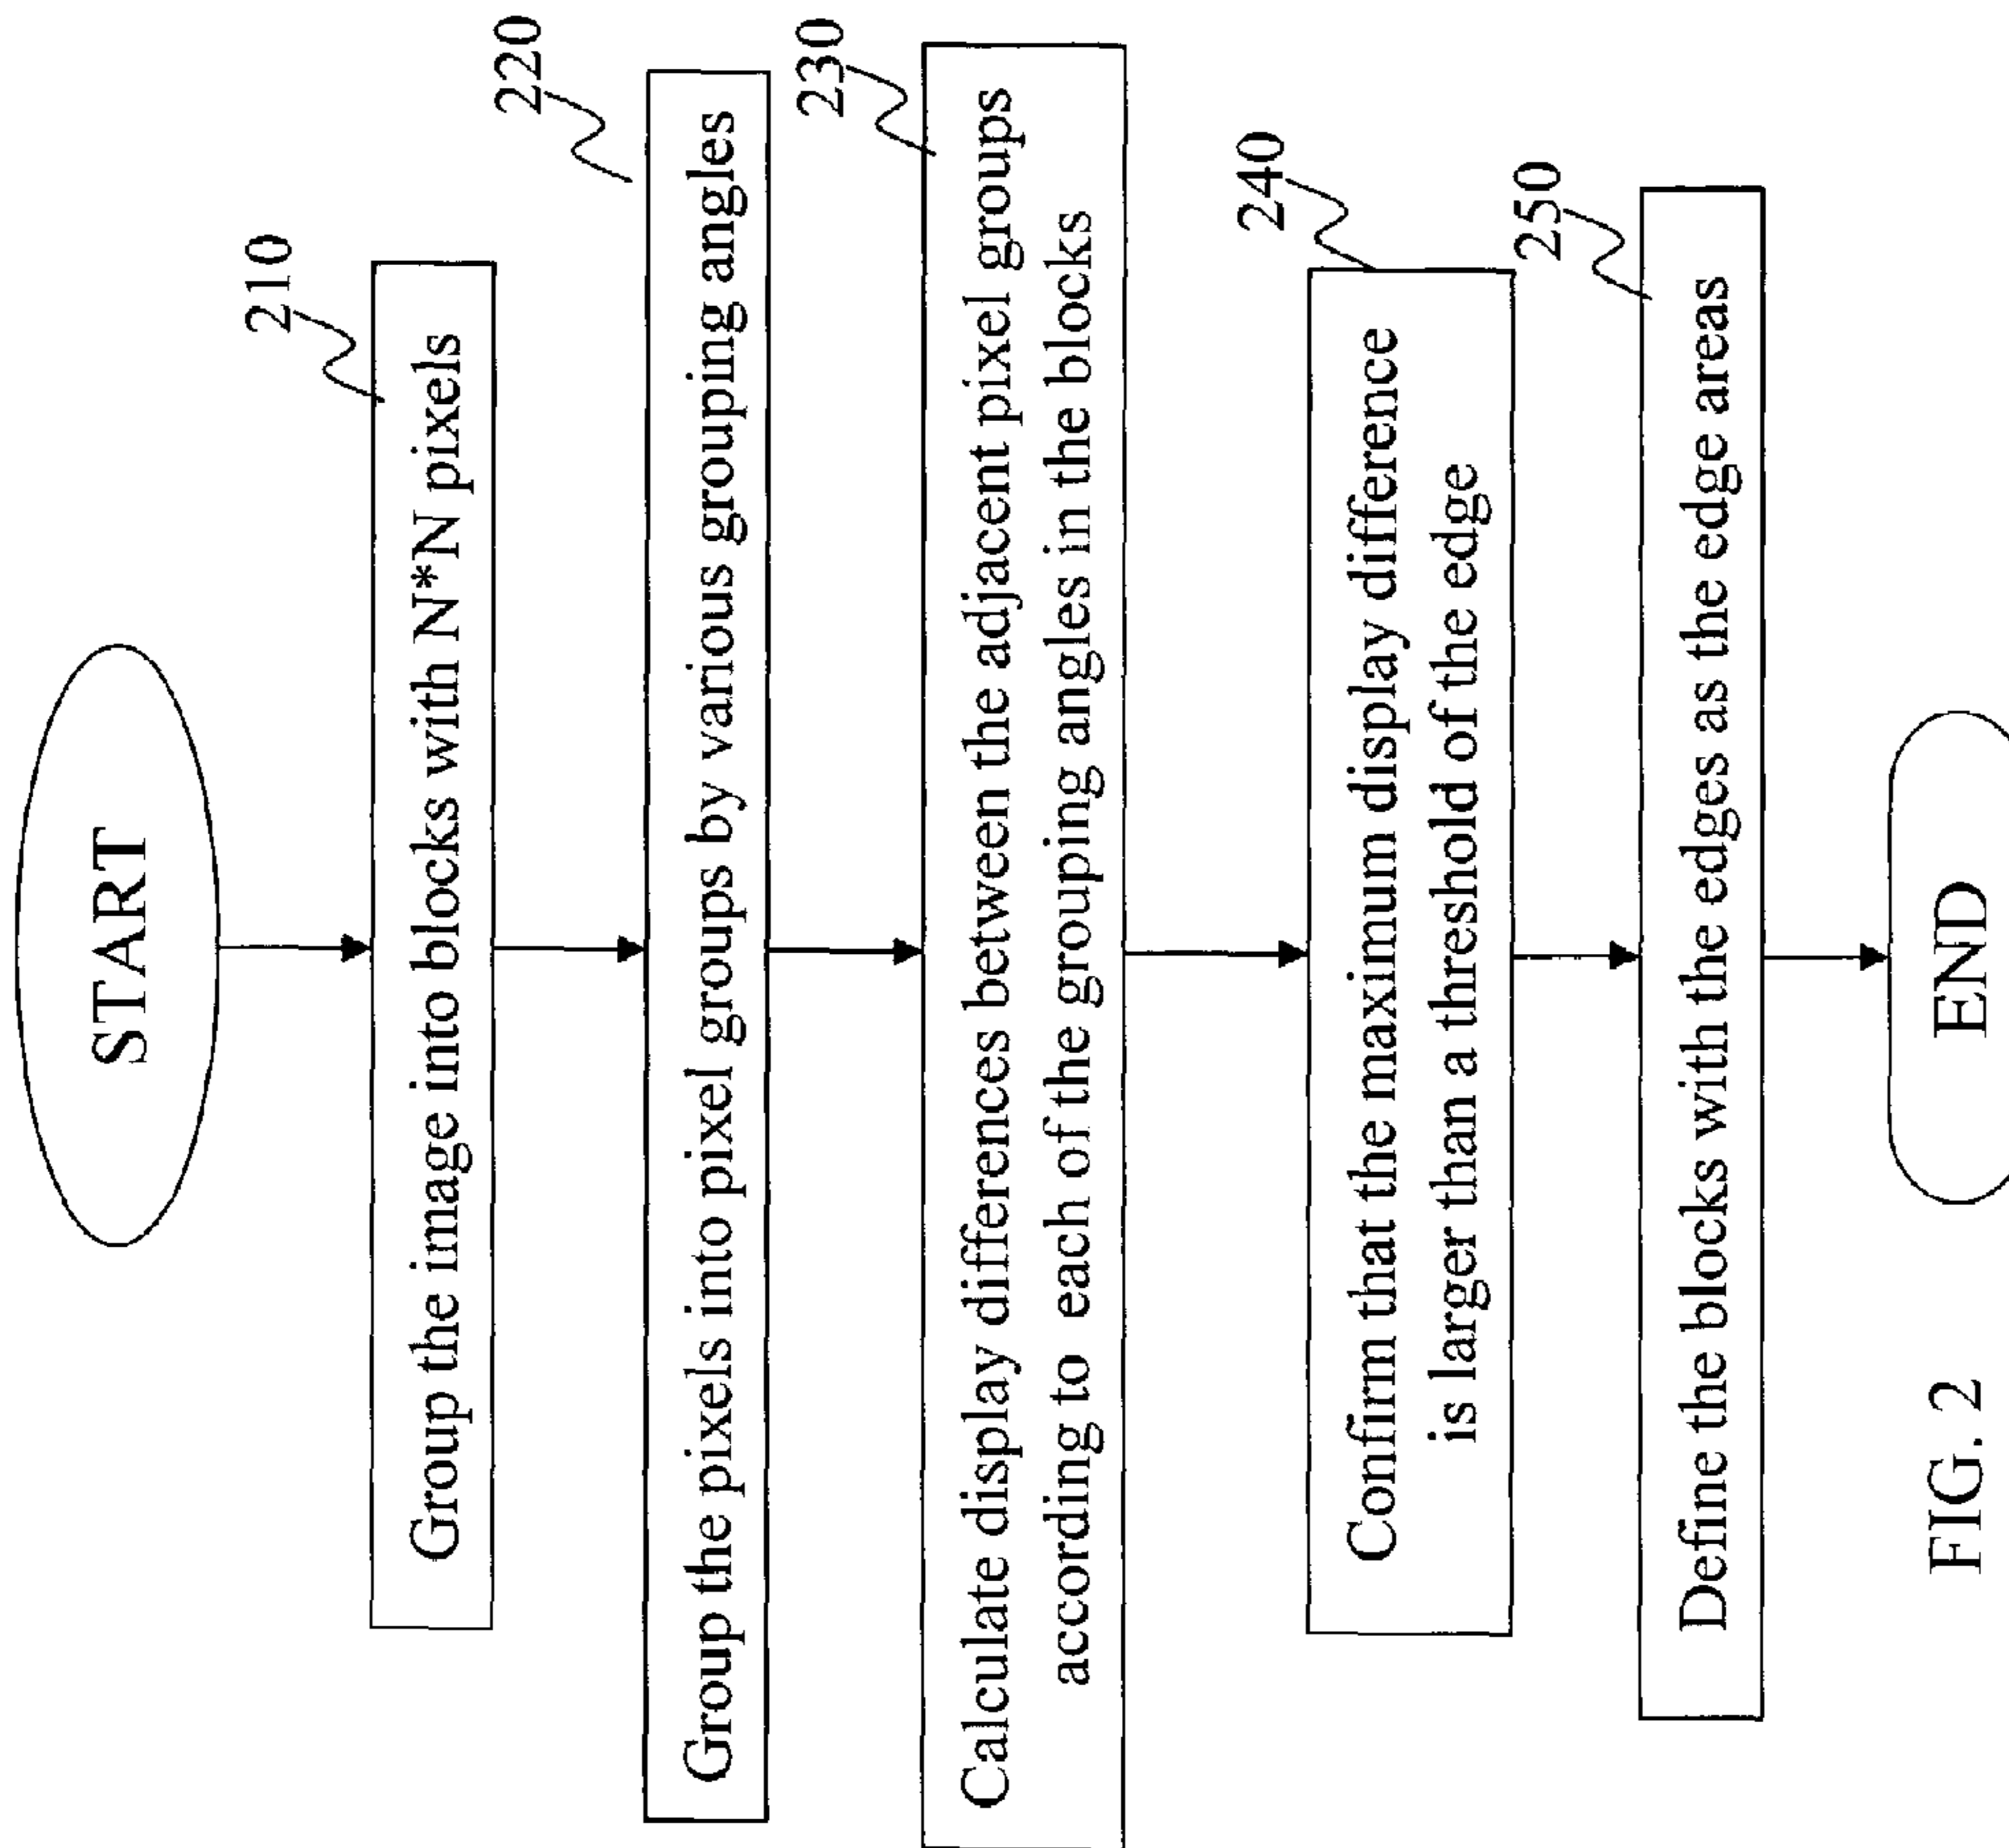 START
210
Group the image into blocks with N*N pixels
220
Group the pixels into pixel groups by various grouping angles
230
Calculate display differences between the adjacent pixel groups
according to each of the grouping angles in the blocks
240
Confirm that the maximum display difference
is larger than a threshold of the edge
250
Define the blocks with the edges as the edge areas
END
FIG. 2